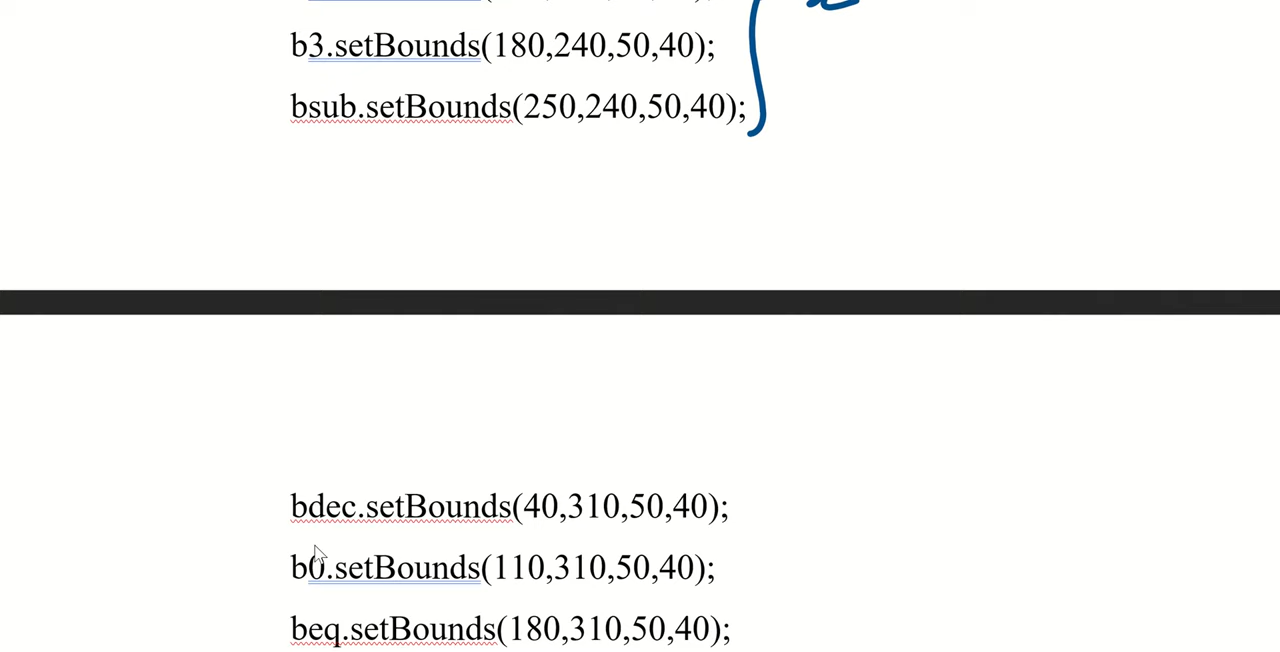 b3.setBounds(180,240,50,40);
bsub.setBounds(250,240,50,40);
bdec.setBounds(40,310,50,40);
b0.setBounds(110,310,50,40);
beq.setBounds(180,310,50,40);